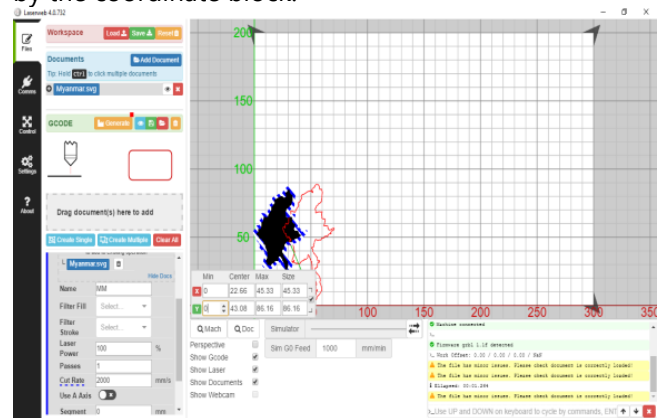 by the coordinate block.
Laserweb 4.0.732
Files
Comms
Control
Settings
About
Workspace
Load Save Reset
Documents
Add Document
Tip: Hold ctrl to click multiple documents
Myanmar.svg
GCODE
Generate
Drag document(s) here to add
Create Single Create Multiple Clear All
Myanmar.svg
Hide Docs
Name MM
Filter Fill Select...
Filter Stroke Select...
Laser Power 100 %
Passes 1
Cut Rate 2000 mm/s
Use A Axis
Segment 0 mm
200
150
100
50
100 150 200 250 300 350
Min Center Max Size
X 0 22.66 45.33 45.33
Y 0 43.08 86.16 86.16
Mach Doc Simulator
Perspective
Show Gcode
Show Laser
Show Documents
Show Webcam
Sim G0 Feed 1000 mm/min
Machine connected
Firmware grbl 1.1f detected
Work Offset: 0.00 / 0.00 / 0.00 / NaN
The file has minor issues. Please check document is correctly loaded!
The file has minor issues. Please check document is correctly loaded!
The file has minor issues. Please check document is correctly loaded!
Use UP and DOWN on keyboard to cycle by commands, ENT